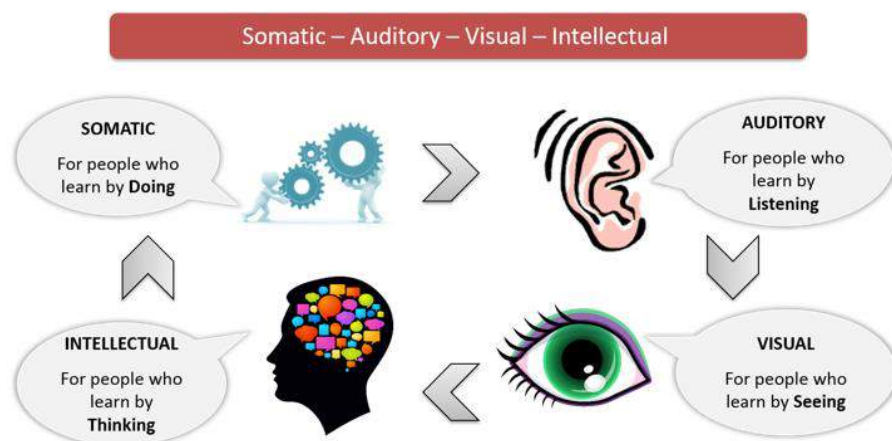 Somatic – Auditory – Visual – Intellectual
SOMATIC
For people who
learn by Doing
AUDITORY
For people who
learn by
Listening
INTELLECTUAL
For people who
learn by
Thinking
VISUAL
For people who
learn by Seeing